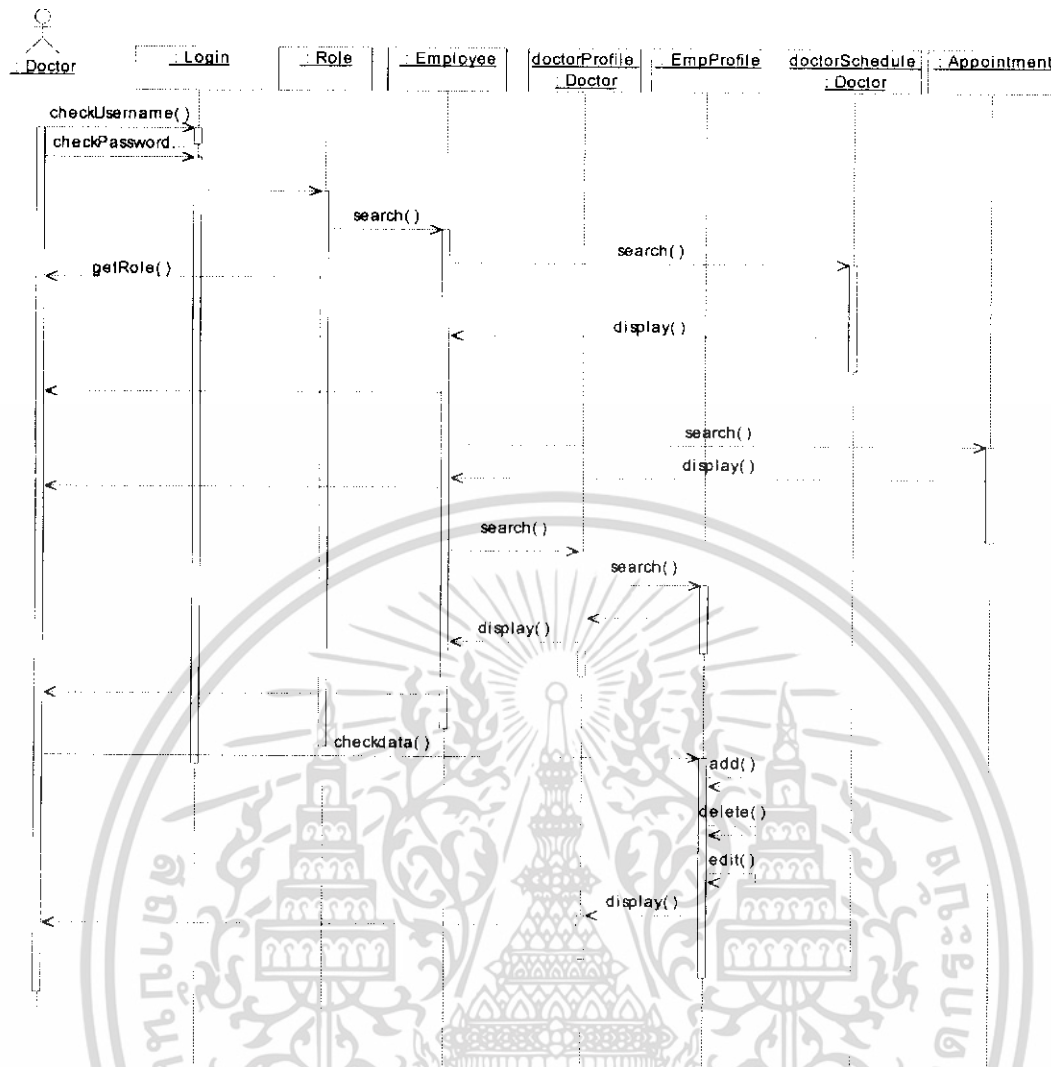 : Doctor
: Login
: Role
: Employee
doctorProfile
: Doctor
: EmpProfile
doctorSchedule
: Doctor
: Appointment
checkUsername()
checkPassword...
search()
getRole()
search()
display()
search()
display()
search()
search()
display()
checkdata()
add()
delete()
edit()
display()